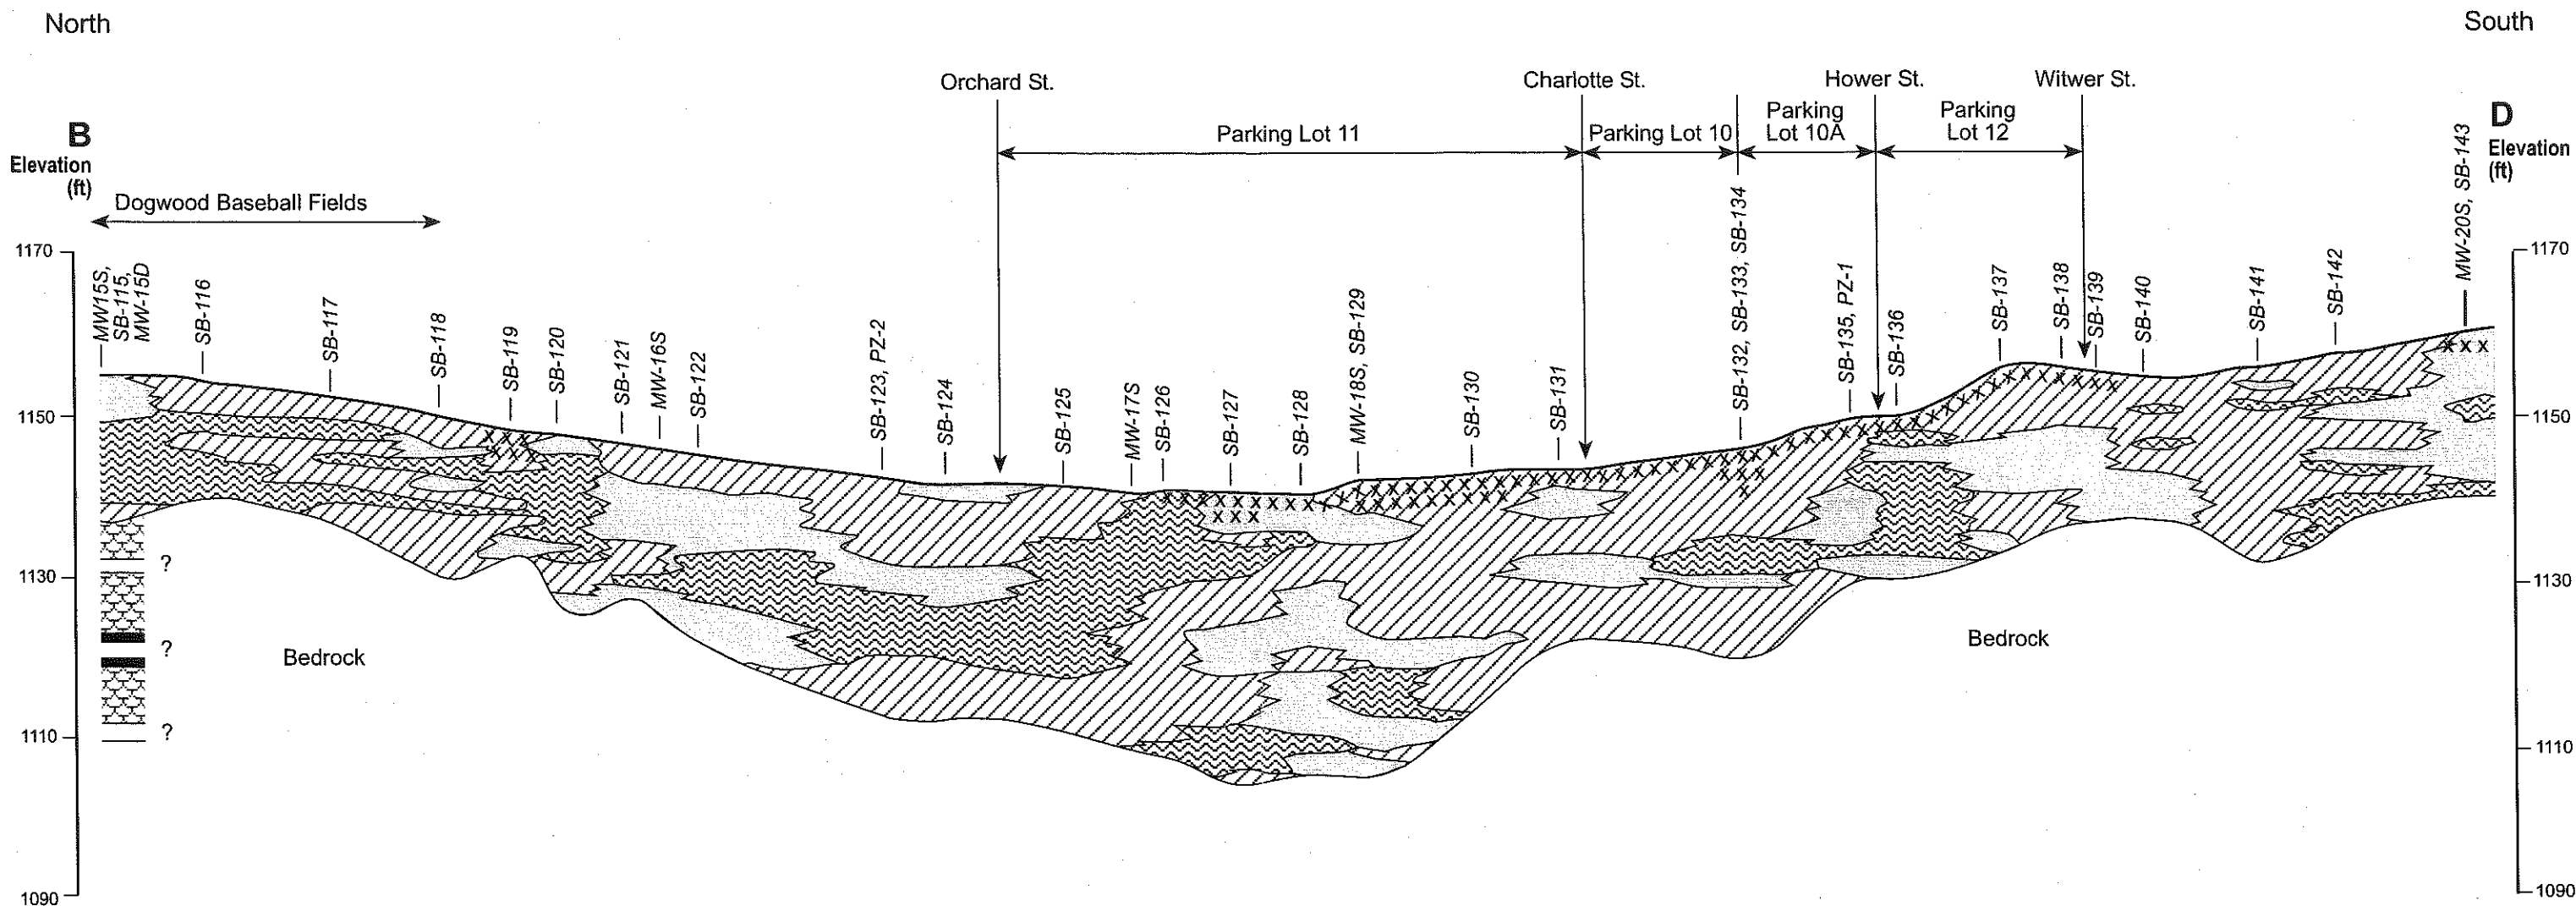 North
South
Orchard St.
Charlotte St.
Hower St.
Witwer St.
B
Elevation
(ft)
Parking Lot 11
Parking Lot 10
Parking
Lot 10A
Parking
Lot 12
D
Elevation
(ft)
Dogwood Baseball Fields
1170
1150
1130
1110
1090
MW15S,
SB-115,
MW-15D
SB-116
SB-117
SB-118
SB-119
SB-120
SB-121
MW-16S
SB-122
SB-123, PZ-2
SB-124
SB-125
MW-17S
SB-126
SB-127
SB-128
MW-18S, SB-129
SB-130
SB-131
SB-132, SB-133, SB-134
SB-135, PZ-1
SB-136
SB-137
SB-138
SB-139
SB-140
SB-141
SB-142
MW-20S, SB-143
1170
1150
1130
1110
1090
?
?
?
Bedrock
Bedrock